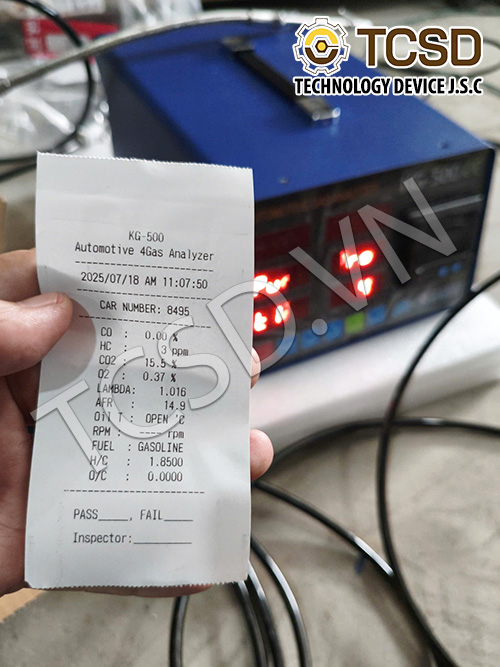 TCSD
TECHNOLOGY DEVICE J.S.C
KG-500
Automotive 4Gas Analyzer
2025/07/18 AM 11:07:50
CAR NUMBER: 8495
CO : 0.00 %
HC : 3 ppm
CO2 : 15.5 %
O2 : 0.37 %
LAMBDA: 1.016
AFR : 14.9
Oil T : OPEN °C
RPM : ---- rpm
FUEL : GASOLINE
H/C : 1.8500
O/C : 0.0000
PASS____, FAIL____
Inspector:________
TCSD.VN